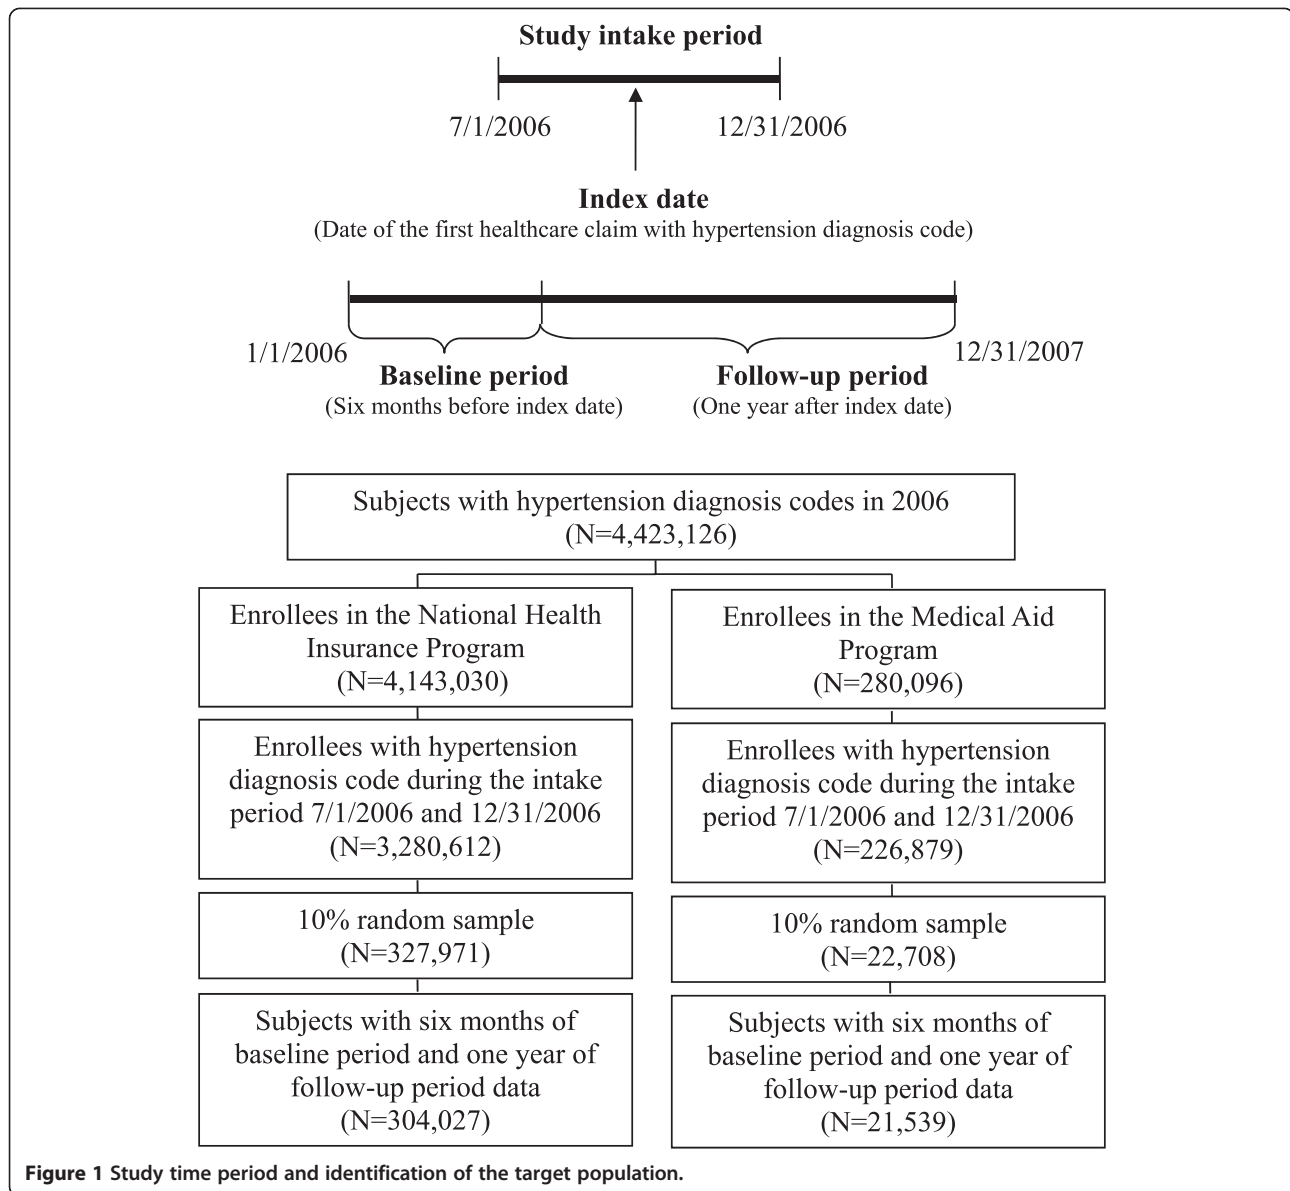 Study intake period
7/1/2006
12/31/2006
Index date
(Date of the first healthcare claim with hypertension diagnosis code)
1/1/2006
12/31/2007
Baseline period
(Six months before index date)
Follow-up period
(One year after index date)
Subjects with hypertension diagnosis codes in 2006
(N=4,423,126)
Enrollees in the National Health
Insurance Program
(N=4,143,030)
Enrollees in the Medical Aid
Program
(N=280,096)
Enrollees with hypertension
diagnosis code during the intake
period 7/1/2006 and 12/31/2006
(N=3,280,612)
Enrollees with hypertension
diagnosis code during the intake
period 7/1/2006 and 12/31/2006
(N=226,879)
10% random sample
(N=327,971)
10% random sample
(N=22,708)
Subjects with six months of
baseline period and one year of
follow-up period data
(N=304,027)
Subjects with six months of
baseline period and one year of
follow-up period data
(N=21,539)
Figure 1 Study time period and identification of the target population.